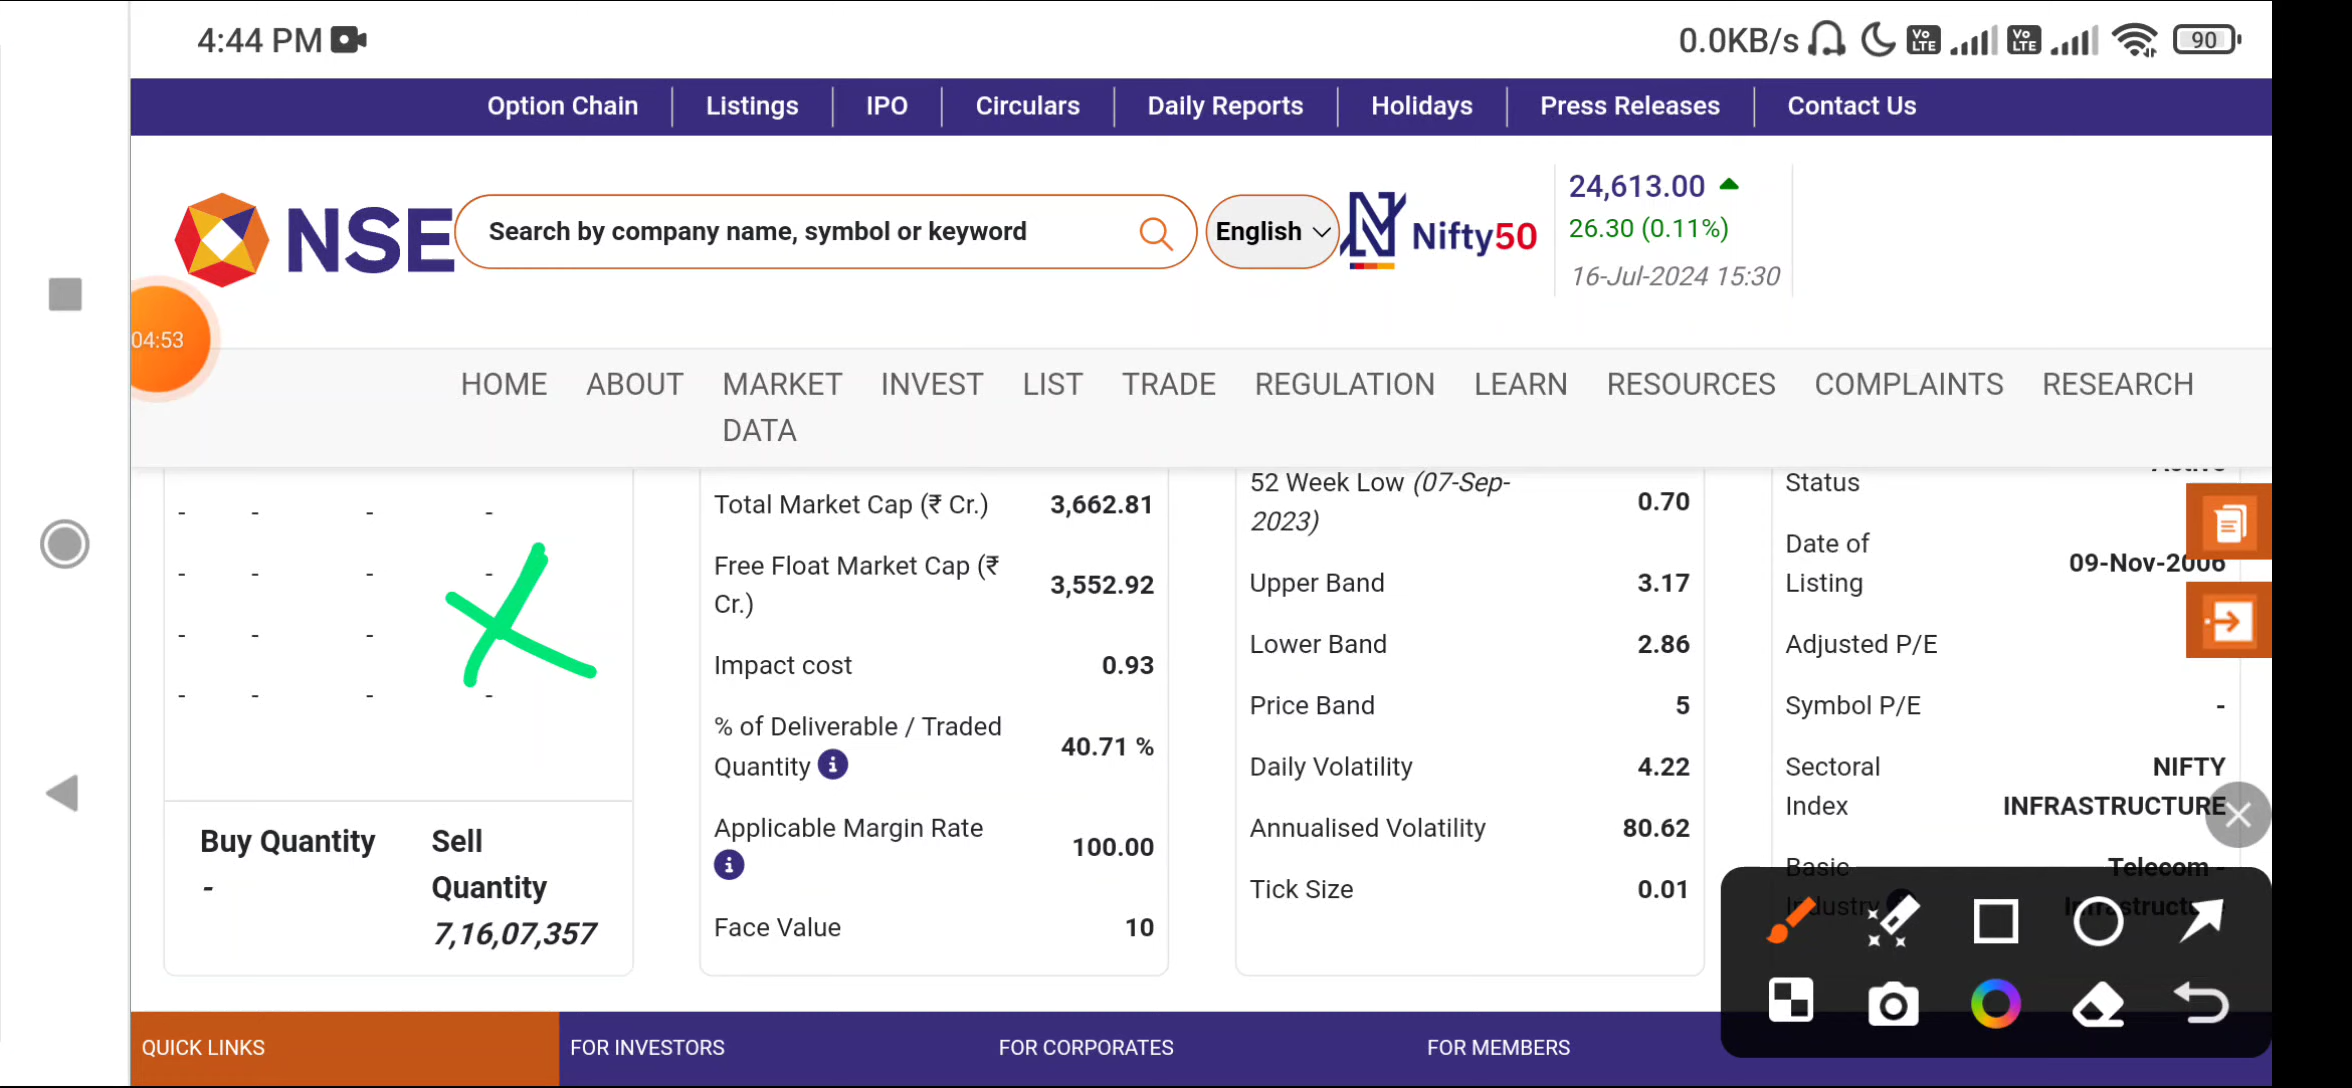 4:44 PM
0.0KB/s
Vo LTE
Vo LTE
90
Option Chain
Listings
IPO
Circulars
Daily Reports
Holidays
Press Releases
Contact Us
NSE
Search by company name, symbol or keyword
English
Nifty50
24,613.00
26.30 (0.11%)
16-Jul-2024 15:30
04:53
HOME
ABOUT
MARKET DATA
INVEST
LIST
TRADE
REGULATION
LEARN
RESOURCES
COMPLAINTS
RESEARCH
- - - -
- - - -
- - -
- - - -
Buy Quantity
-
Sell
Quantity
7,16,07,357
Total Market Cap (₹ Cr.) 3,662.81
Free Float Market Cap (₹
Cr.) 3,552.92
Impact cost 0.93
% of Deliverable / Traded
Quantity i 40.71 %
Applicable Margin Rate
i 100.00
Face Value 10
52 Week Low (07-Sep-
2023) 0.70
Upper Band 3.17
Lower Band 2.86
Price Band 5
Daily Volatility 4.22
Annualised Volatility 80.62
Tick Size 0.01
Status
Date of
Listing 09-Nov-2006
Adjusted P/E
Symbol P/E -
Sectoral
Index NIFTY
INFRASTRUCTURE
Basic
Industry
Telecom -
QUICK LINKS
FOR INVESTORS
FOR CORPORATES
FOR MEMBERS